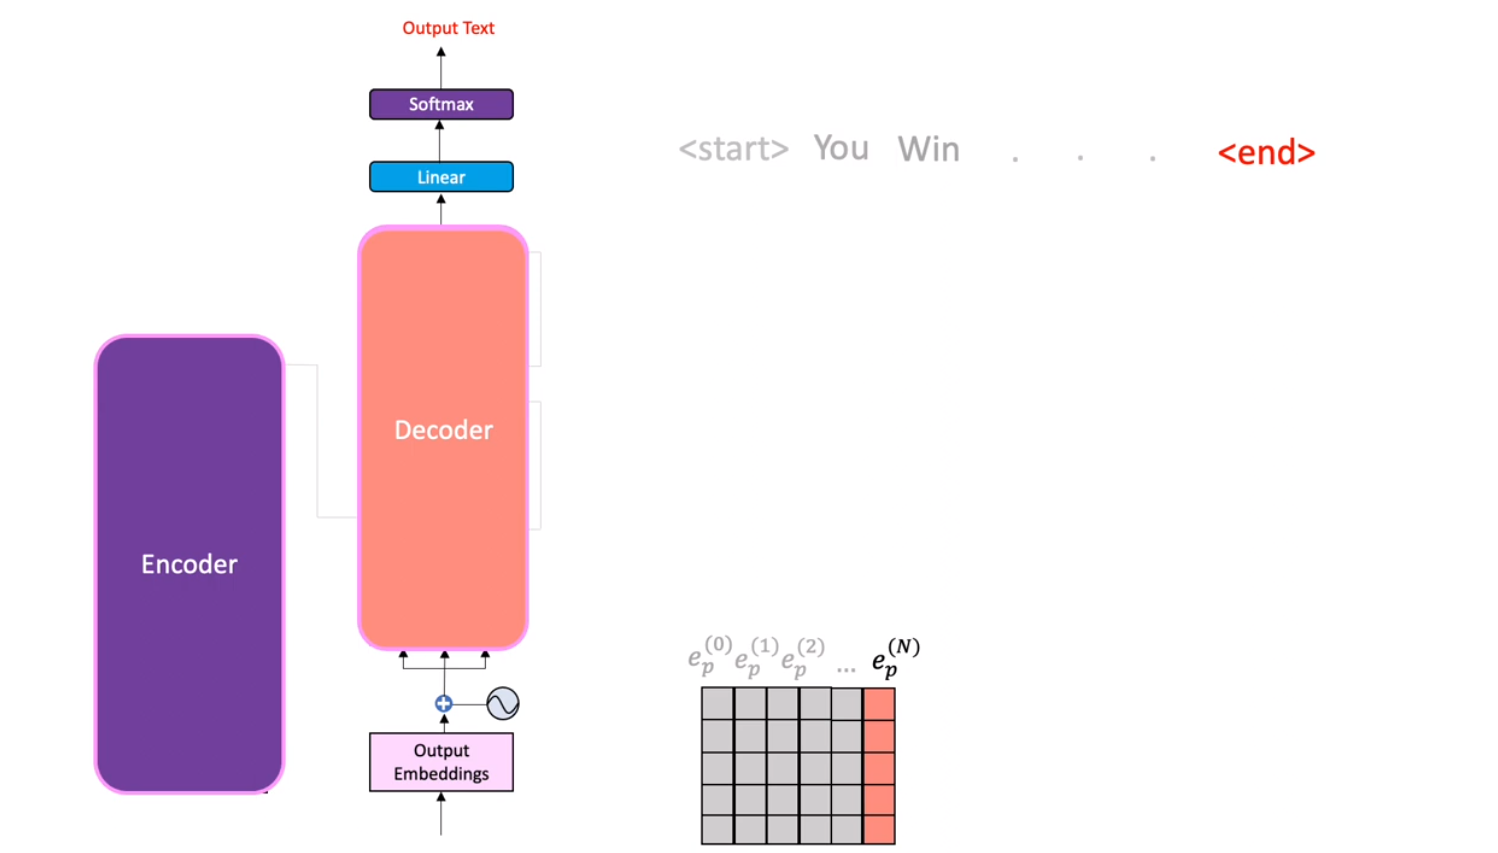 Output Text
Softmax
Linear
Decoder
Encoder
Output
Embeddings
<start> You Win . . . <end>
e_p^(0) e_p^(1) e_p^(2) ... e_p^(N)